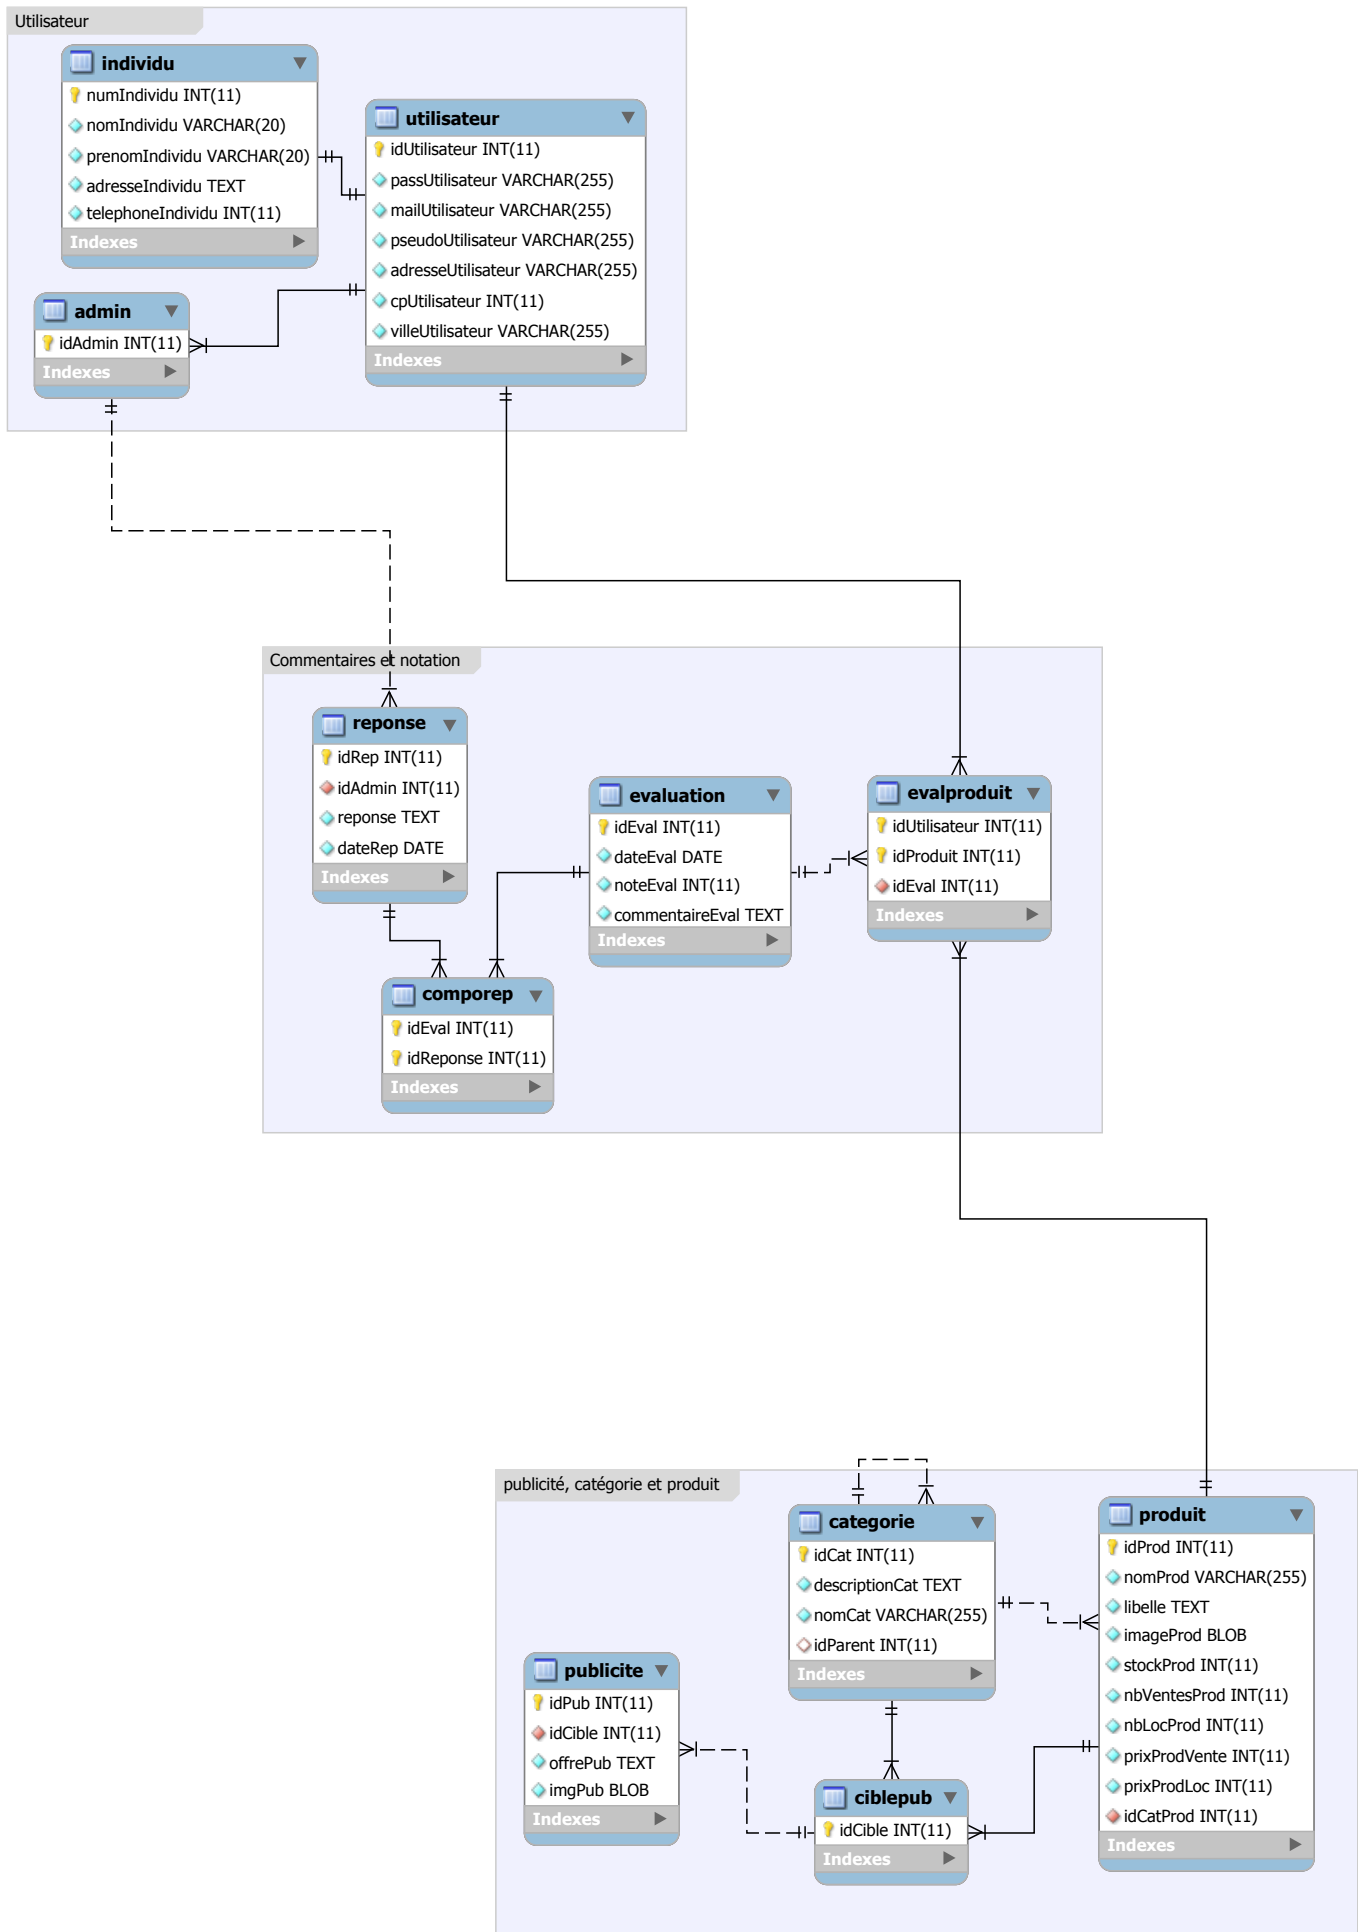 Utilisateur
individu
numIndividu INT(11)
nomIndividu VARCHAR(20)
prenomIndividu VARCHAR(20)
adresseIndividu TEXT
telephoneIndividu INT(11)
Indexes
utilisateur
idUtilisateur INT(11)
passUtilisateur VARCHAR(255)
mailUtilisateur VARCHAR(255)
pseudoUtilisateur VARCHAR(255)
adresseUtilisateur VARCHAR(255)
cpUtilisateur INT(11)
villeUtilisateur VARCHAR(255)
Indexes
admin
idAdmin INT(11)
Indexes
Commentaires et notation
reponse
idRep INT(11)
idAdmin INT(11)
reponse TEXT
dateRep DATE
Indexes
evaluation
idEval INT(11)
dateEval DATE
noteEval INT(11)
commentaireEval TEXT
Indexes
evalproduit
idUtilisateur INT(11)
idProduit INT(11)
idEval INT(11)
Indexes
comporep
idEval INT(11)
idReponse INT(11)
Indexes
publicité, catégorie et produit
categorie
idCat INT(11)
descriptionCat TEXT
nomCat VARCHAR(255)
idParent INT(11)
Indexes
produit
idProd INT(11)
nomProd VARCHAR(255)
libelle TEXT
imageProd BLOB
stockProd INT(11)
nbVentesProd INT(11)
nbLocProd INT(11)
prixProdVente INT(11)
prixProdLoc INT(11)
idCatProd INT(11)
Indexes
publicite
idPub INT(11)
idCible INT(11)
offrePub TEXT
imgPub BLOB
Indexes
ciblepub
idCible INT(11)
Indexes